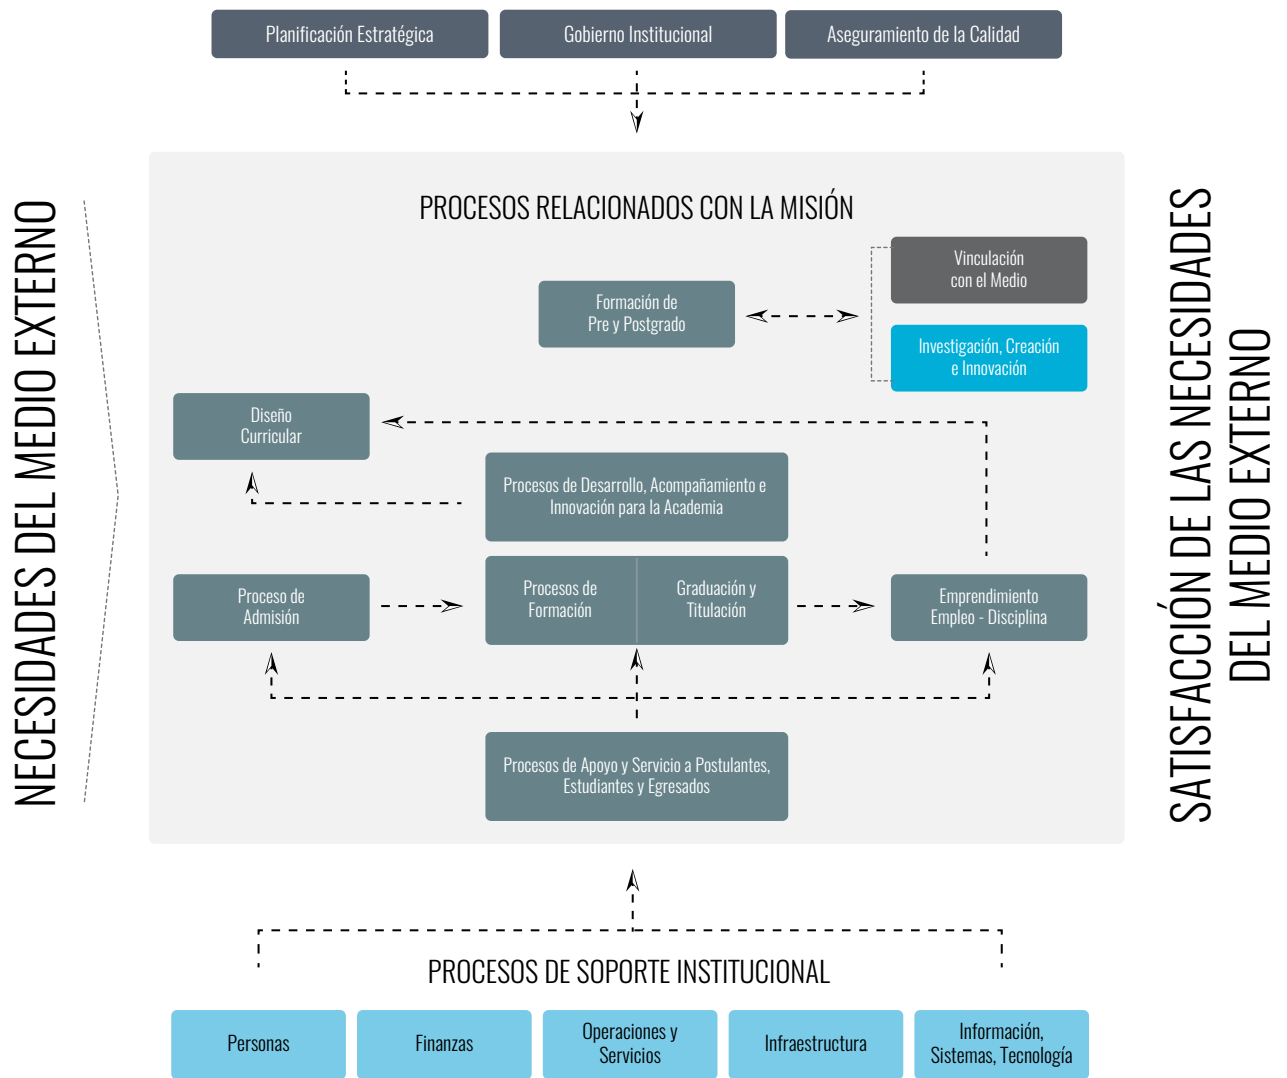 Planificación Estratégica
Gobierno Institucional
Aseguramiento de la Calidad
NECESIDADES DEL MEDIO EXTERNO
PROCESOS RELACIONADOS CON LA MISIÓN
Vinculación
con el Medio
Formación de
Pre y Postgrado
Investigación, Creación
e Innovación
Diseño
Curricular
Procesos de Desarrollo, Acompañamiento e
Innovación para la Academia
Proceso de
Admisión
Procesos de
Formación
Graduación y
Titulación
Emprendimiento
Empleo - Disciplina
Procesos de Apoyo y Servicio a Postulantes,
Estudiantes y Egresados
SATISFACCIÓN DE LAS NECESIDADES
DEL MEDIO EXTERNO
PROCESOS DE SOPORTE INSTITUCIONAL
Personas
Finanzas
Operaciones y
Servicios
Infraestructura
Información,
Sistemas, Tecnología